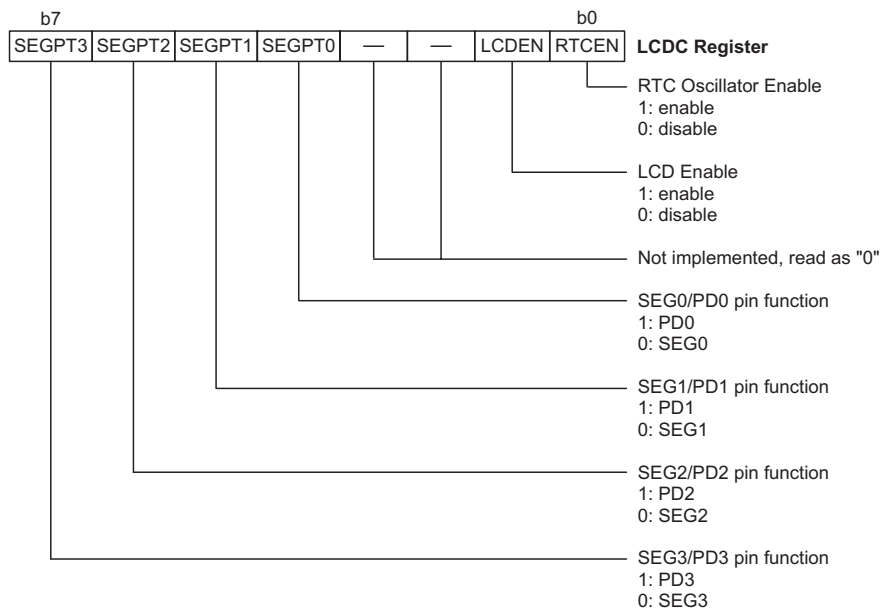 b7 b0
SEGPT3 SEGPT2 SEGPT1 SEGPT0 — — LCDEN RTCEN LCDC Register
RTC Oscillator Enable
1: enable
0: disable
LCD Enable
1: enable
0: disable
Not implemented, read as "0"
SEG0/PD0 pin function
1: PD0
0: SEG0
SEG1/PD1 pin function
1: PD1
0: SEG1
SEG2/PD2 pin function
1: PD2
0: SEG2
SEG3/PD3 pin function
1: PD3
0: SEG3